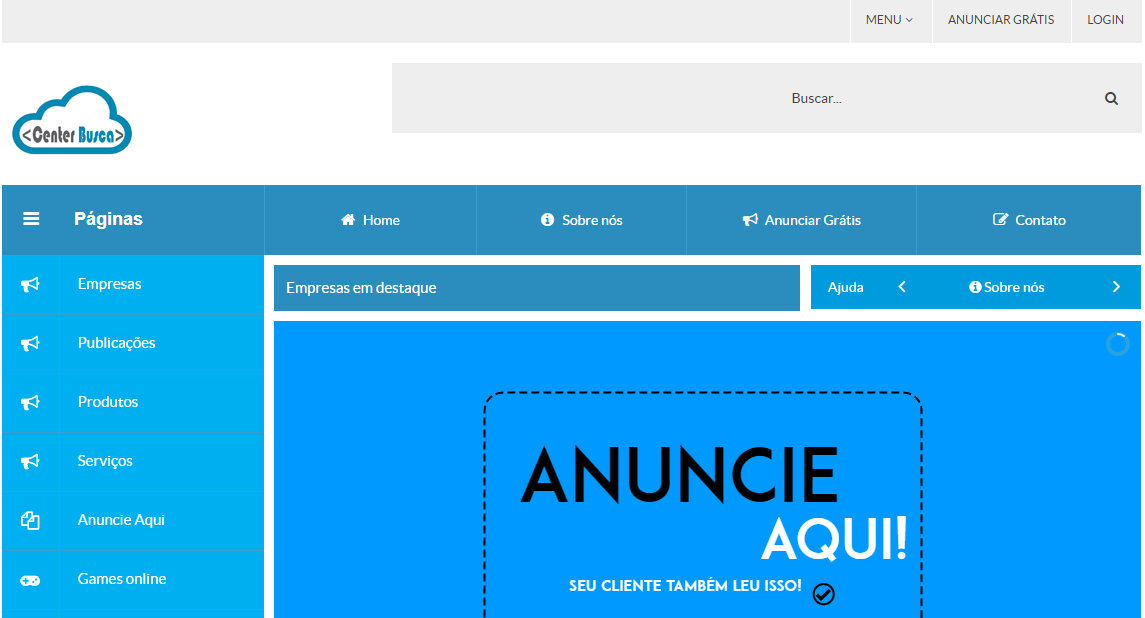 MENU
ANUNCIAR GRÁTIS
LOGIN
<Center Busca>
Buscar...
Páginas
Home
Sobre nós
Anunciar Grátis
Contato
Empresas
Publicações
Produtos
Serviços
Anuncie Aqui
Games online
Empresas em destaque
Ajuda
Sobre nós
ANUNCIE
AQUI!
SEU CLIENTE TAMBÉM LEU ISSO!